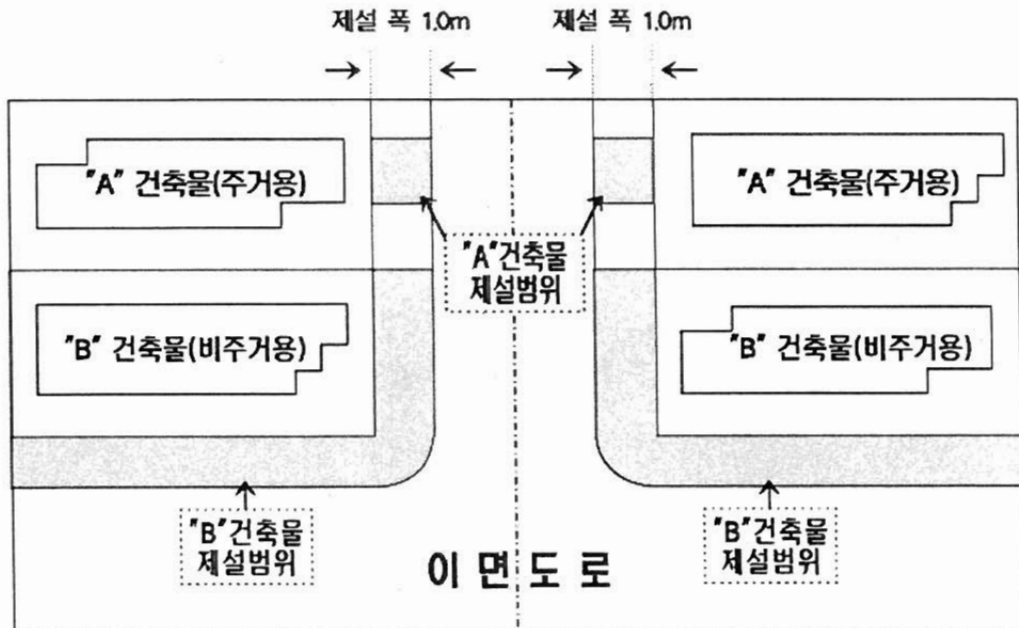 제설 폭 1.0m
제설 폭 1.0m
"A" 건축물(주거용)
"A" 건축물(주거용)
"A"건축물
제설범위
"B" 건축물(비주거용)
"B" 건축물(비주거용)
"B"건축물
제설범위
"B"건축물
제설범위
이면도로